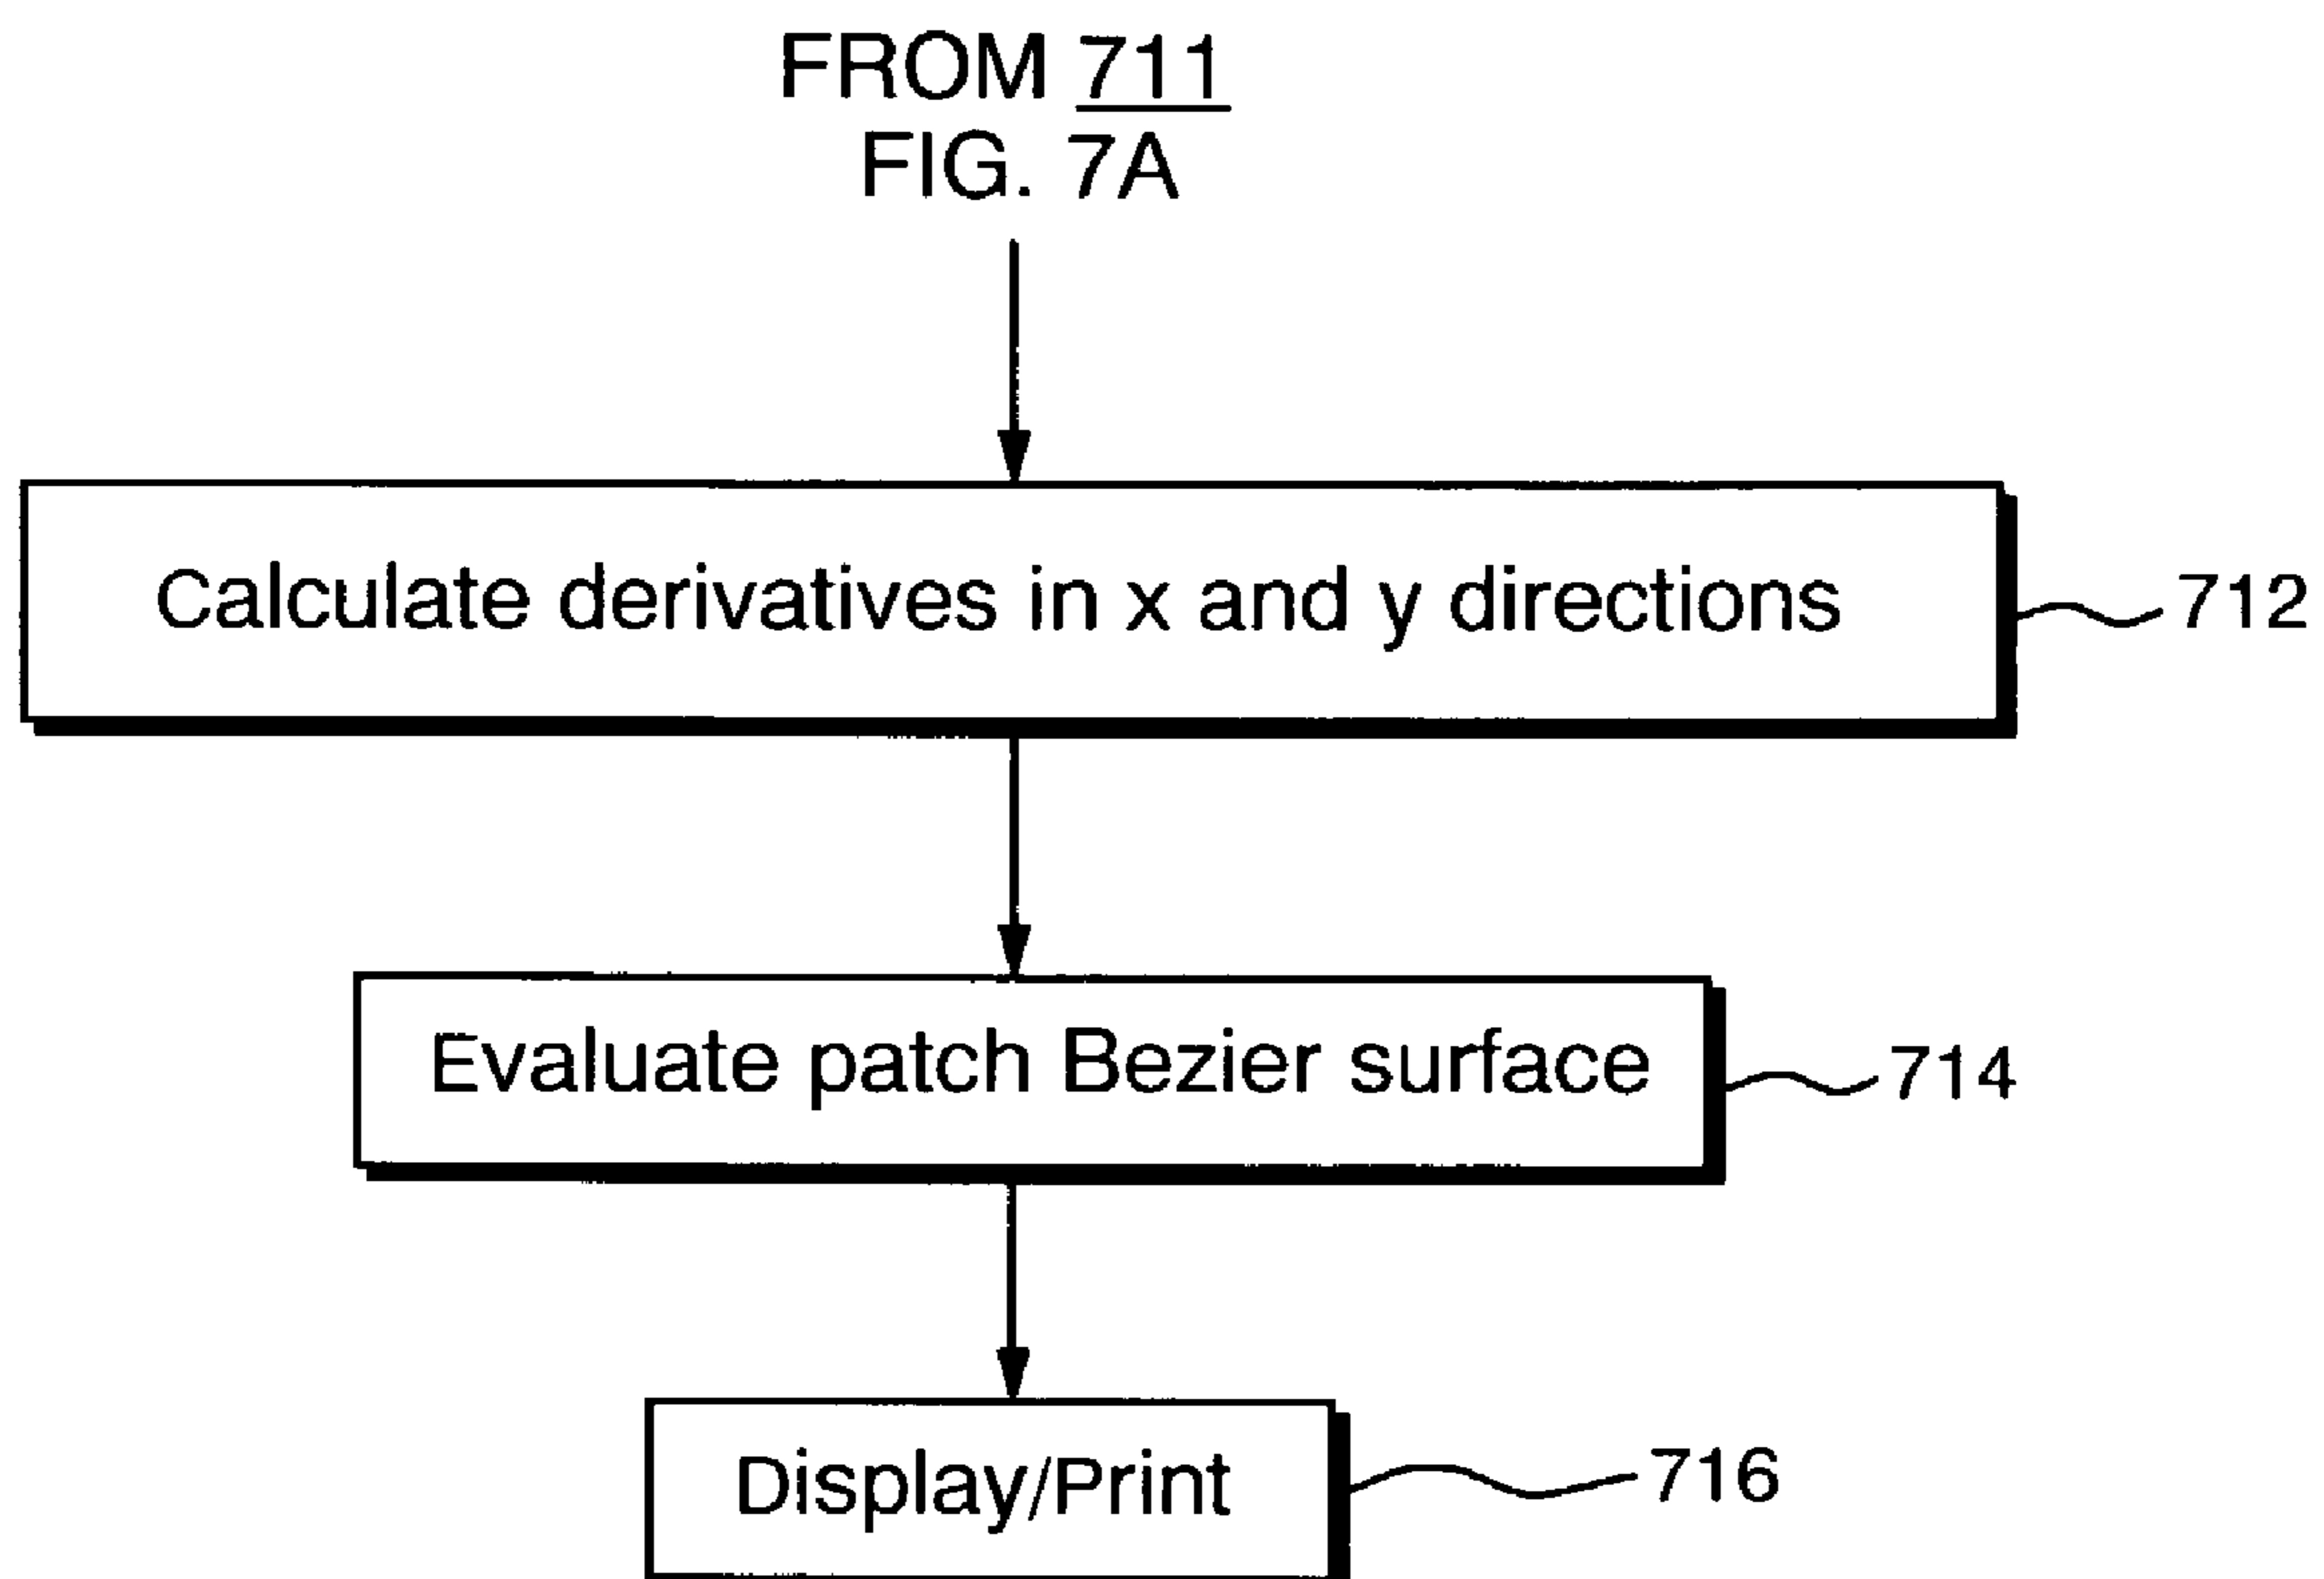 FROM 711
FIG. 7A
Calculate derivatives in x and y directions
712
Evaluate patch Bezier surface
714
Display/Print
716